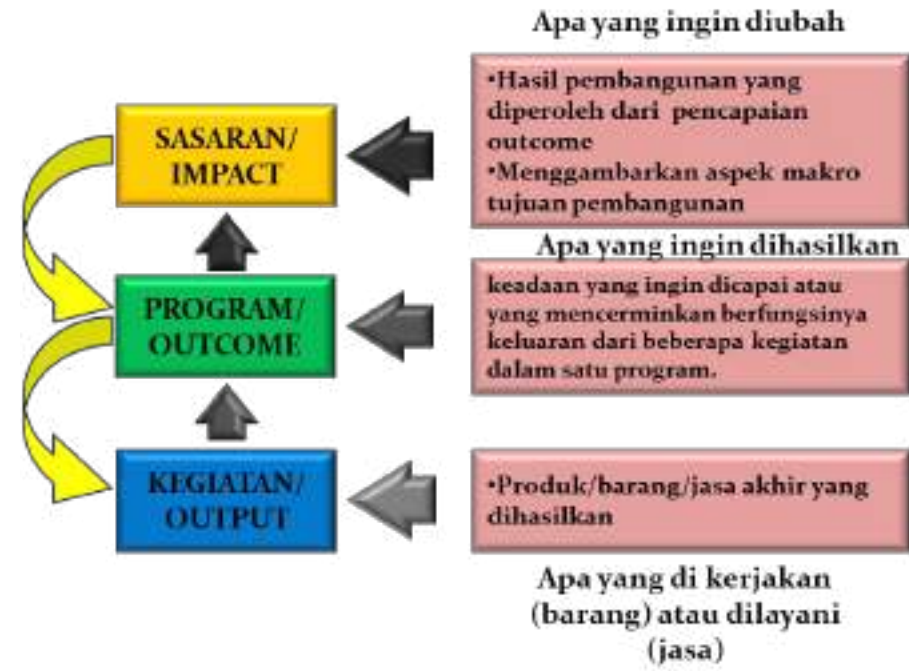 Apa yang ingin diubah
SASARAN/
IMPACT
•Hasil pembangunan yang
diperoleh dari pencapaian
outcome
•Menggambarkan aspek makro
tujuan pembangunan
Apa yang ingin dihasilkan
PROGRAM/
OUTCOME
keadaan yang ingin dicapai atau
yang mencerminkan berfungsinya
keluaran dari beberapa kegiatan
dalam satu program.
KEGIATAN/
OUTPUT
•Produk/barang/jasa akhir yang
dihasilkan
Apa yang di kerjakan
(barang) atau dilayani
(jasa)